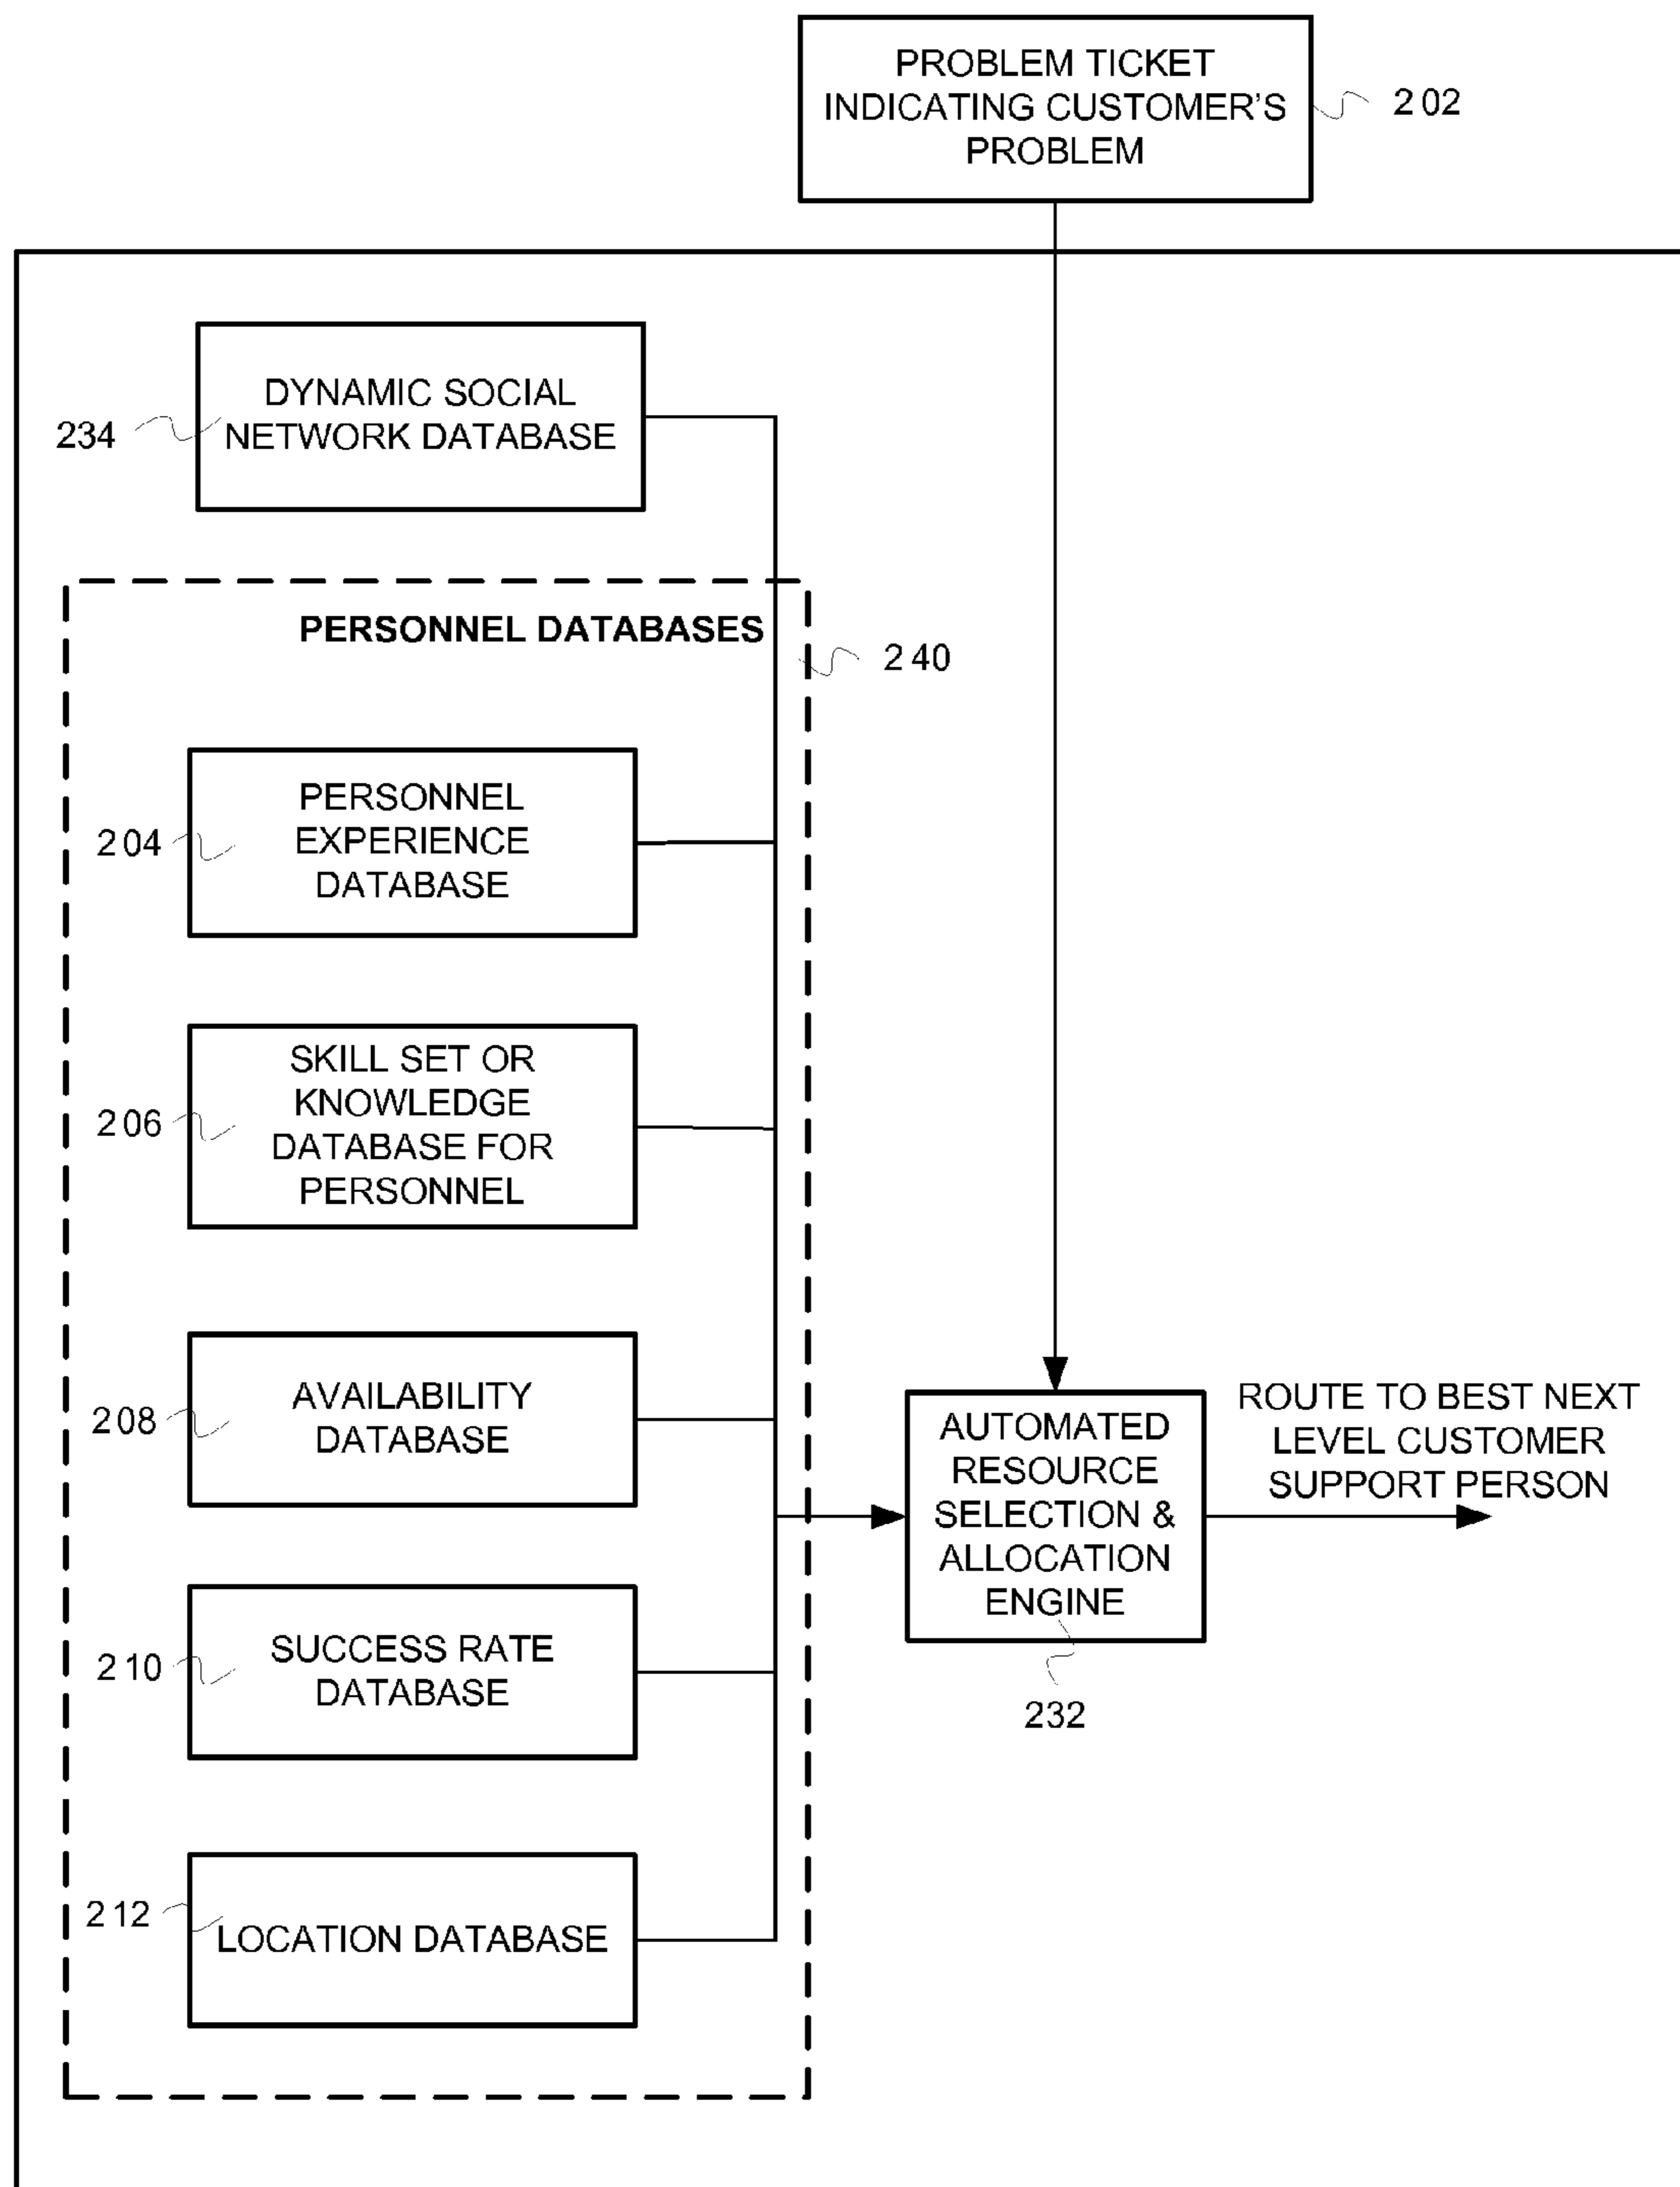 PROBLEM TICKET
INDICATING CUSTOMER'S
PROBLEM
202
DYNAMIC SOCIAL
NETWORK DATABASE
234
PERSONNEL DATABASES
240
PERSONNEL
EXPERIENCE
DATABASE
204
SKILL SET OR
KNOWLEDGE
DATABASE FOR
PERSONNEL
206
AVAILABILITY
DATABASE
208
AUTOMATED
RESOURCE
SELECTION &
ALLOCATION
ENGINE
232
ROUTE TO BEST NEXT
LEVEL CUSTOMER
SUPPORT PERSON
SUCCESS RATE
DATABASE
210
LOCATION DATABASE
212